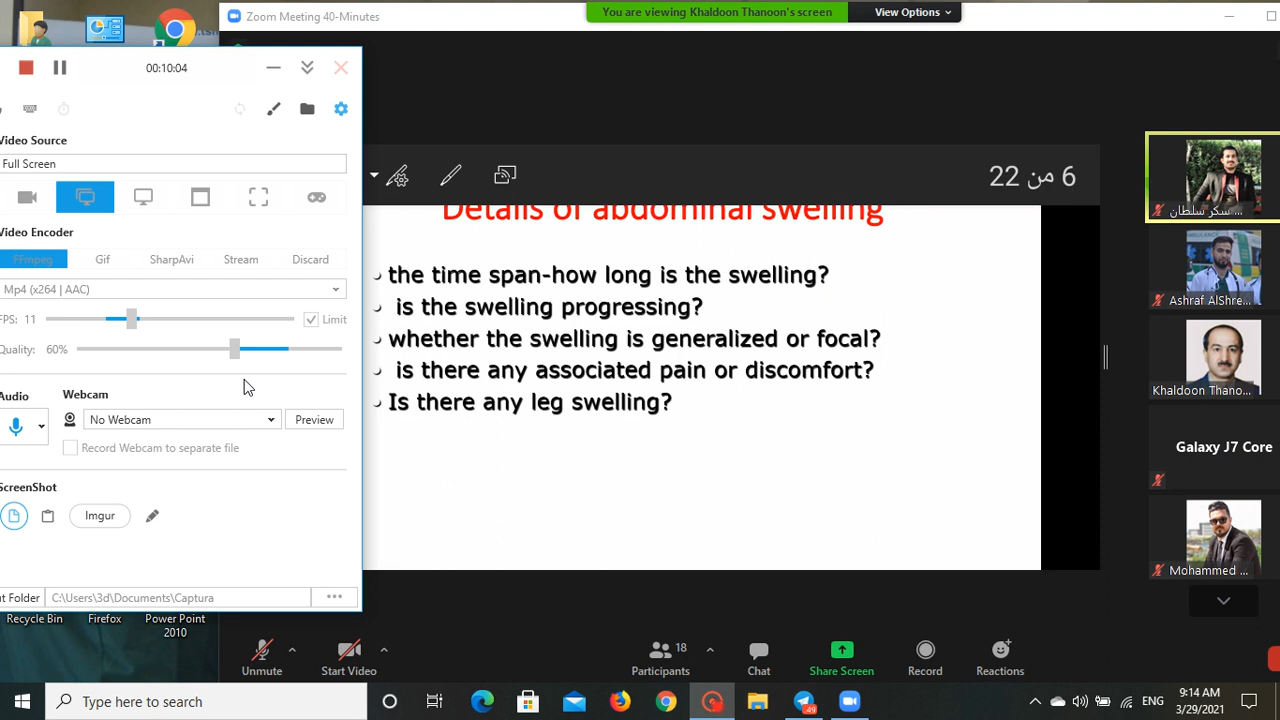 Zoom Meeting 40-Minutes
You are viewing Khaldoon Thanoon's screen
View Options
00:10:04
Video Source
Full Screen
Video Encoder
FFmpeg Gif SharpAvi Stream Discard
Mp4 (x264 | AAC)
FPS: 11
Limit
Quality: 60%
Audio
Webcam
No Webcam
Preview
Record Webcam to separate file
ScreenShot
Imgur
t Folder
C:\Users\3d\Documents\Captura
6 من 22
Details of abdominal swelling
the time span-how long is the swelling?
is the swelling progressing?
whether the swelling is generalized or focal?
is there any associated pain or discomfort?
Is there any leg swelling?
سكر سلطان ...
Ashraf AlShre...
Khaldoon Thano...
Galaxy J7 Core
Mohammed ...
Recycle Bin
Firefox
Power Point
2010
Unmute
Start Video
18
Participants
Chat
Share Screen
Record
Reactions
Type here to search
49
ENG
9:14 AM
3/29/2021